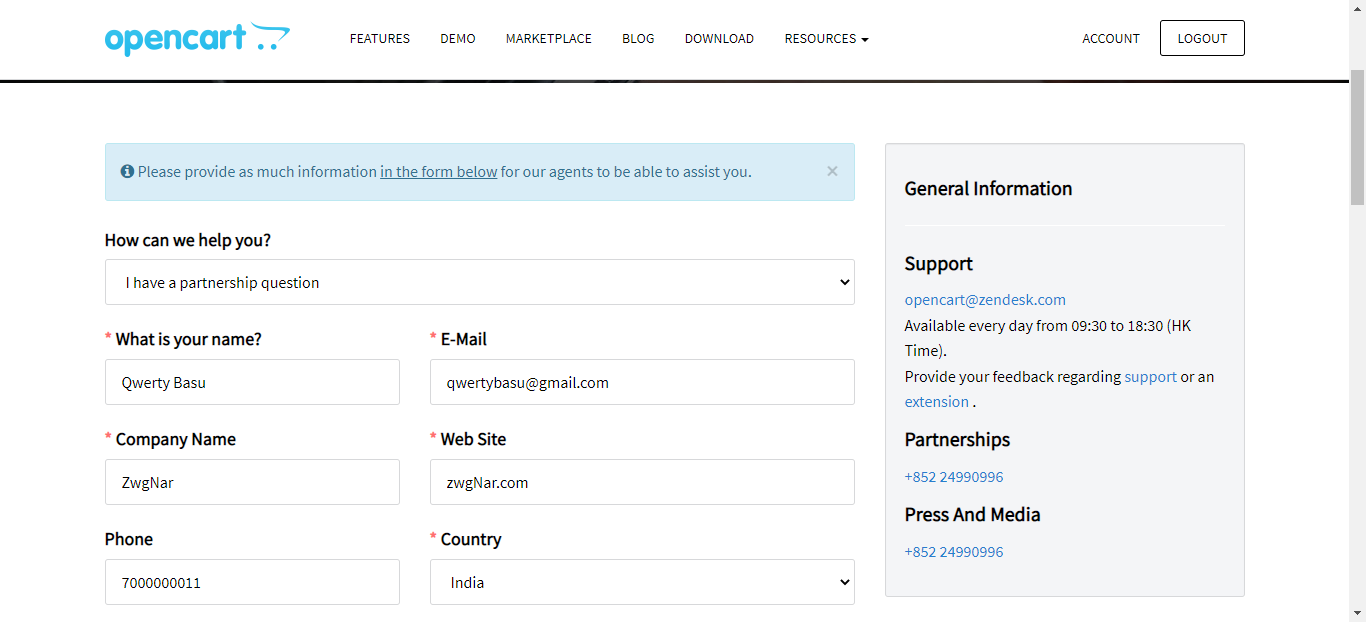 opencart
FEATURES
DEMO
MARKETPLACE
BLOG
DOWNLOAD
RESOURCES
ACCOUNT
LOGOUT
Please provide as much information in the form below for our agents to be able to assist you.
×
How can we help you?
I have a partnership question
* What is your name?
Qwerty Basu
* E-Mail
qwertybasu@gmail.com
* Company Name
ZwgNar
* Web Site
zwgNar.com
Phone
7000000011
* Country
India
General Information
Support
opencart@zendesk.com
Available every day from 09:30 to 18:30 (HK
Time).
Provide your feedback regarding support or an
extension .
Partnerships
+852 24990996
Press And Media
+852 24990996